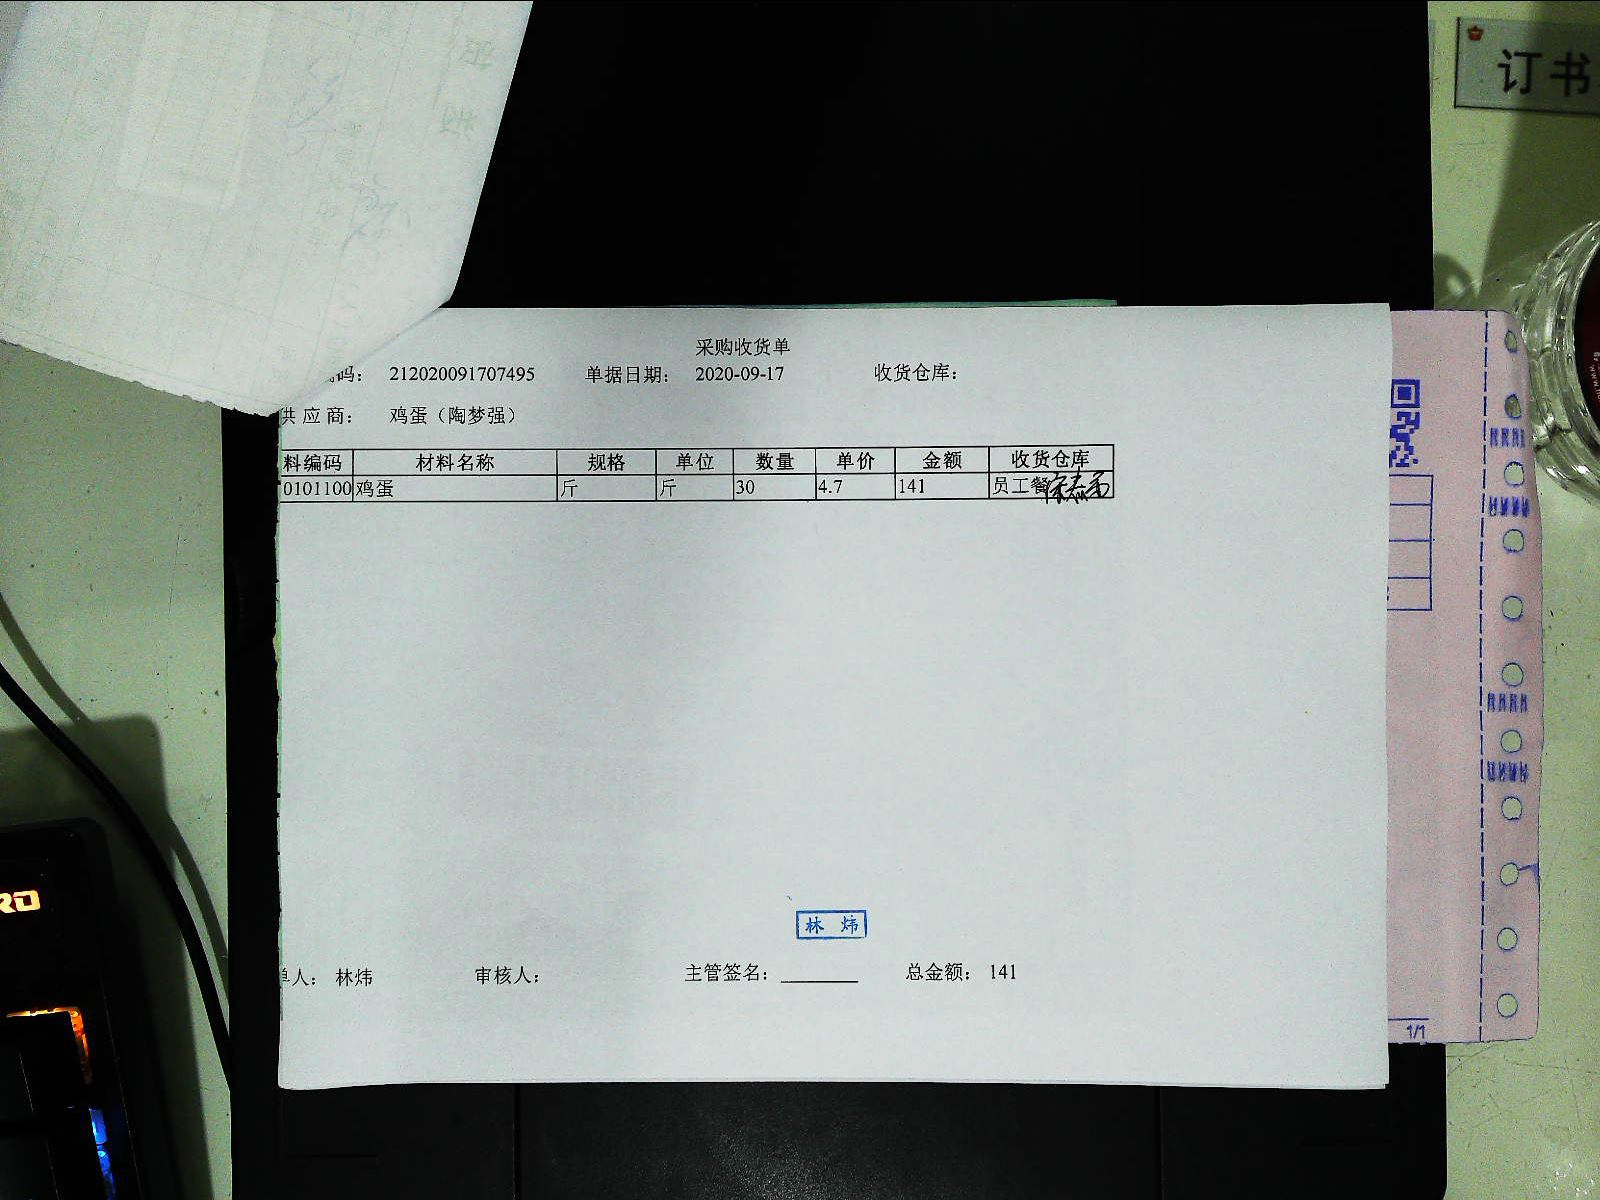 订书
采购收货单
码： 212020091707495 单据日期： 2020-09-17 收货仓库：
供应商： 鸡蛋（陶梦强）
料编码 材料名称 规格 单位 数量 单价 金额 收货仓库
0101100 鸡蛋 斤 斤 30 4.7 141 员工餐
林 炜
单人： 林炜 审核人： 主管签名： 总金额： 141
1/1
RO